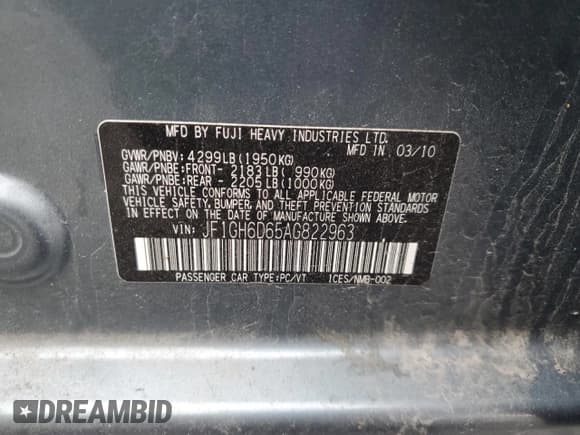 MFD BY FUJI HEAVY INDUSTRIES LTD.
MFD IN 03/10
GVWR/PNBV: 4299LB(1950KG)
GAWR/PNBE:FRONT- 2183LB( 990KG)
GAWR/PNBE:REAR - 2205LB(1000KG)
THIS VEHICLE CONFORMS TO ALL APPLICABLE FEDERAL MOTOR
VEHICLE SAFETY, BUMPER, AND THEFT PREVENTION STANDARDS
IN EFFECT ON THE DATE OF MANUFACTURE SHOWN ABOVE.
VIN: JF1GH6D65AG822963
PASSENGER CAR TYPE:PC/VT ICES/NMB-002
DREAMBID